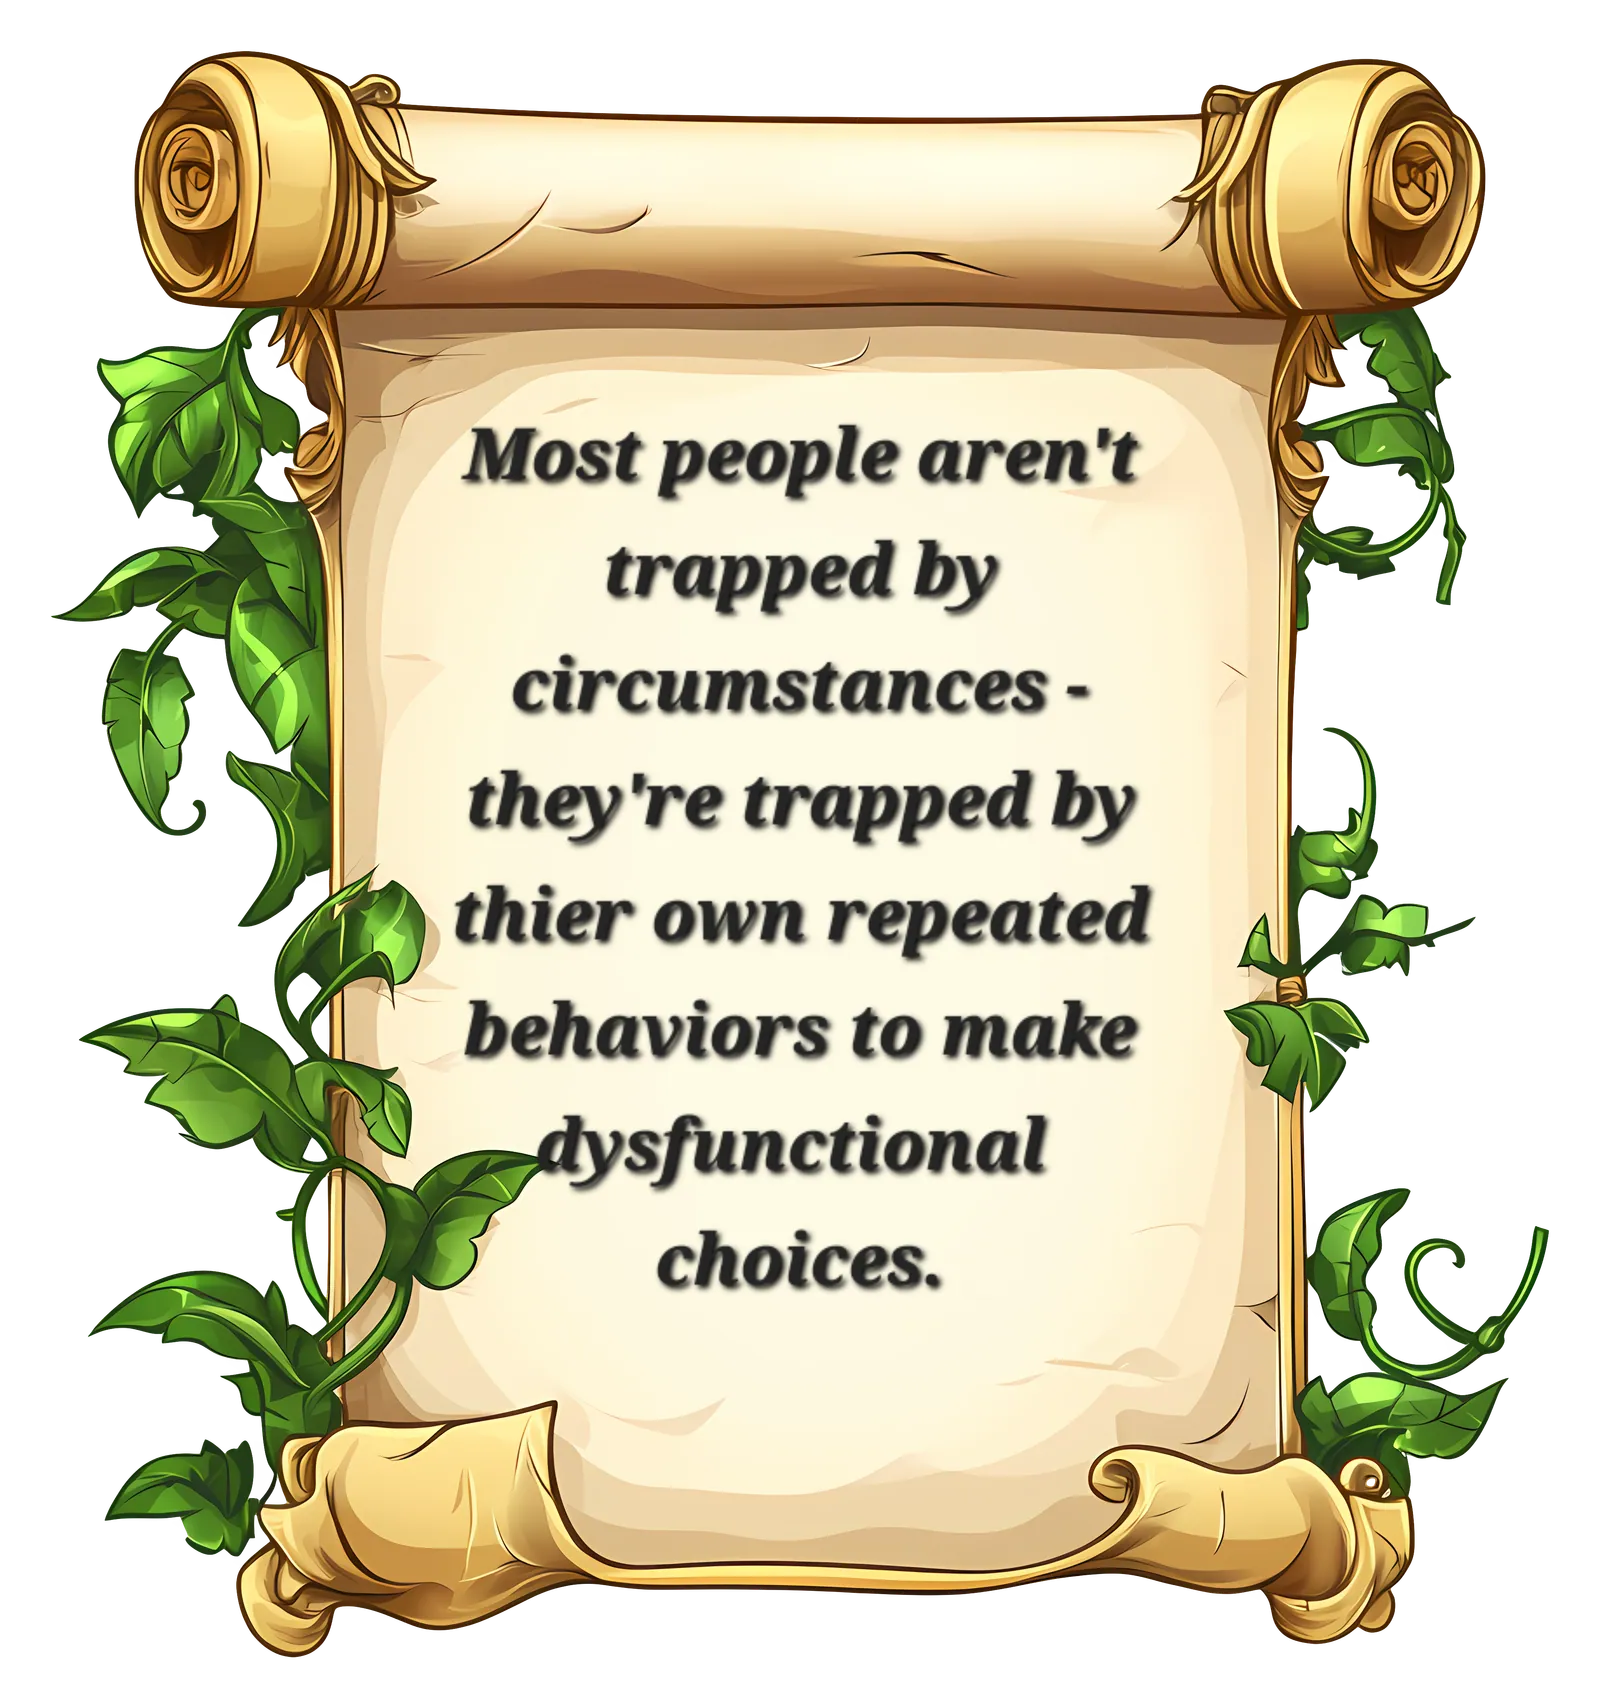 Most people aren't
trapped by
circumstances -
they're trapped by
thier own repeated
behaviors to make
dysfunctional
choices.